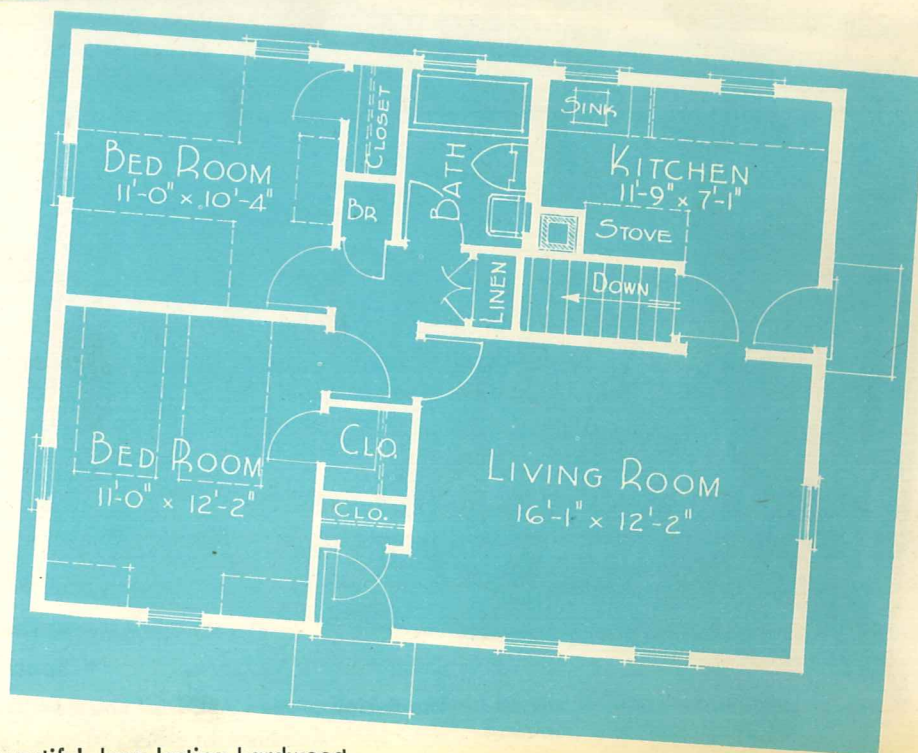 BED ROOM
11'-0" x 10'-4"
CLOSET
BR
BATH
SINK
KITCHEN
11'-9" x 7'-1"
STOVE
LINEN
DOWN
BED ROOM
11'-0" x 12'-2"
CLO.
CLO.
LIVING ROOM
16'-1" x 12'-2"